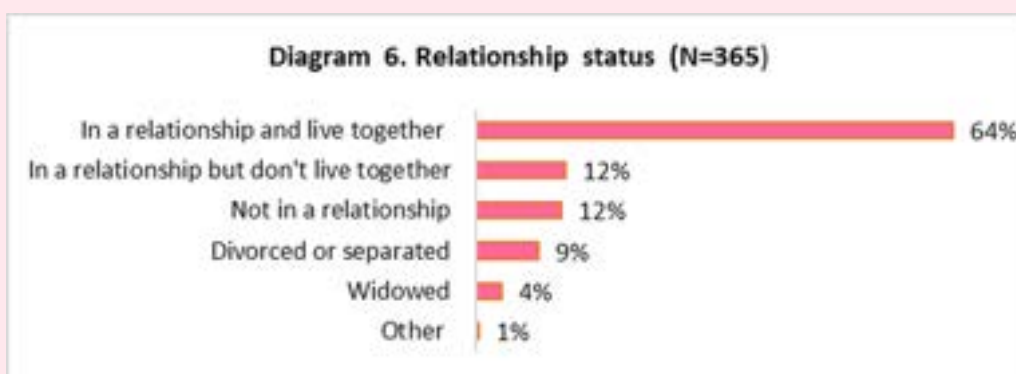 Diagram 6. Relationship status (N=365)
In a relationship and live together 64%
In a relationship but don't live together 12%
Not in a relationship 12%
Divorced or separated 9%
Widowed 4%
Other 1%